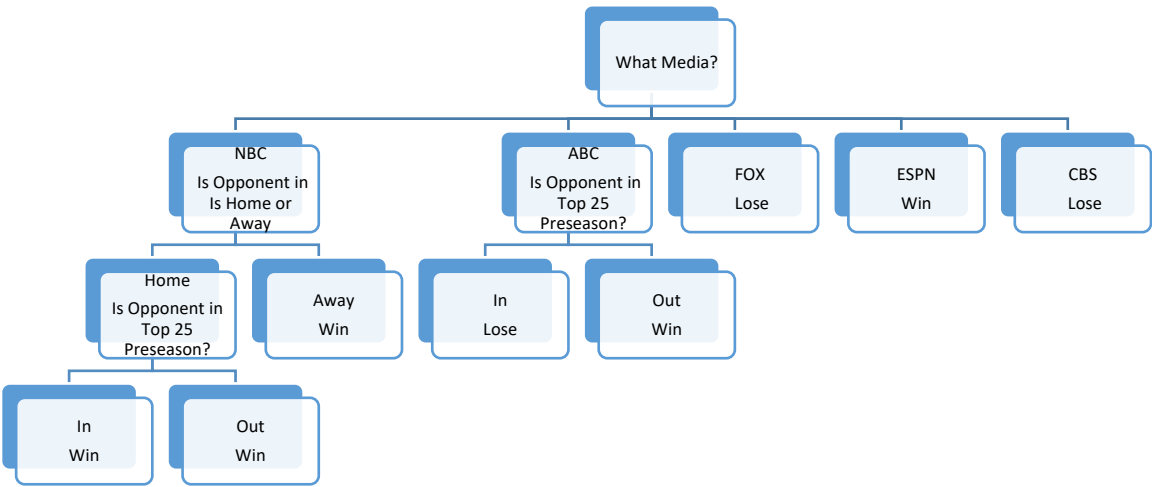 What Media?
NBC
Is Opponent in
Is Home or
Away
ABC
Is Opponent in
Top 25
Preseason?
FOX
Lose
ESPN
Win
CBS
Lose
Home
Is Opponent in
Top 25
Preseason?
Away
Win
In
Lose
Out
Win
In
Win
Out
Win